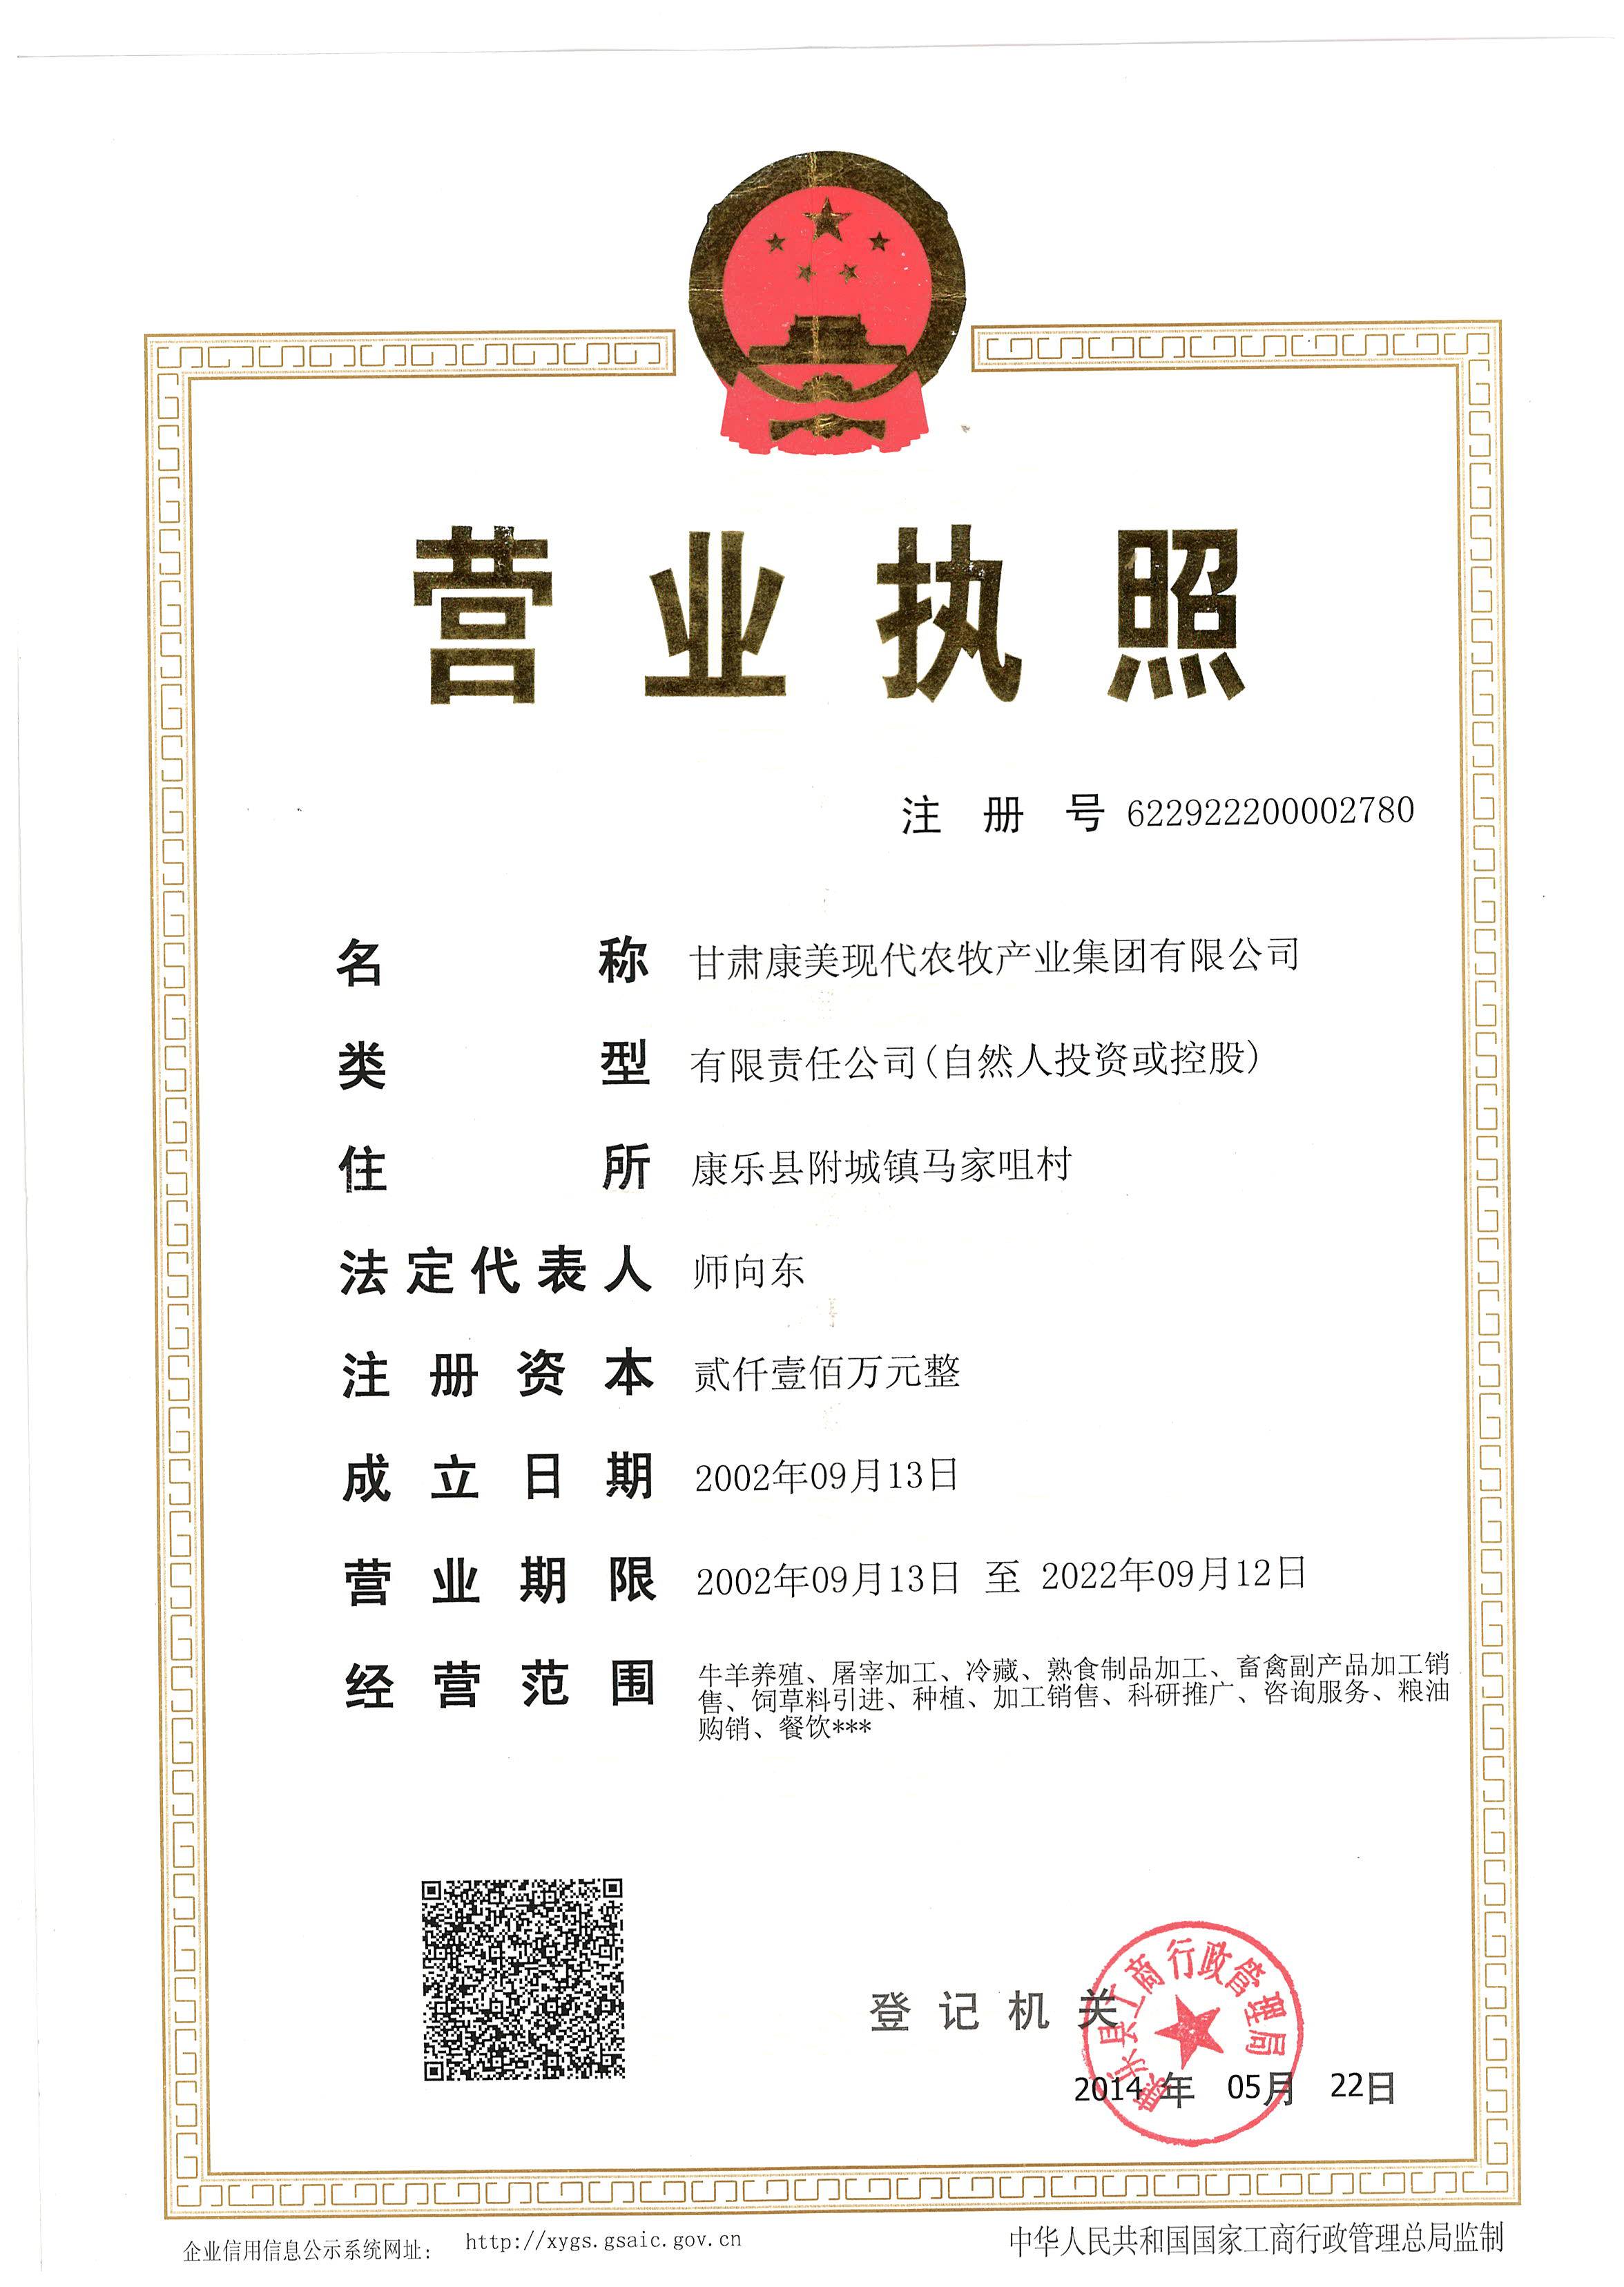 营业执照
注册号 622922200002780
名称 甘肃康美现代农牧产业集团有限公司
类型 有限责任公司(自然人投资或控股)
住所 康乐县附城镇马家咀村
法定代表人 师向东
注册资本 贰仟壹佰万元整
成立日期 2002年09月13日
营业期限 2002年09月13日 至 2022年09月12日
经营范围 牛羊养殖、屠宰加工、冷藏、熟食制品加工、畜禽副产品加工销
售、饲草料引进、种植、加工销售、科研推广、咨询服务、粮油
购销、餐饮***
登记机关
康乐县工商行政管理局
2014 年 05月 22日
企业信用信息公示系统网址: http://xygs.gsaic.gov.cn
中华人民共和国国家工商行政管理总局监制